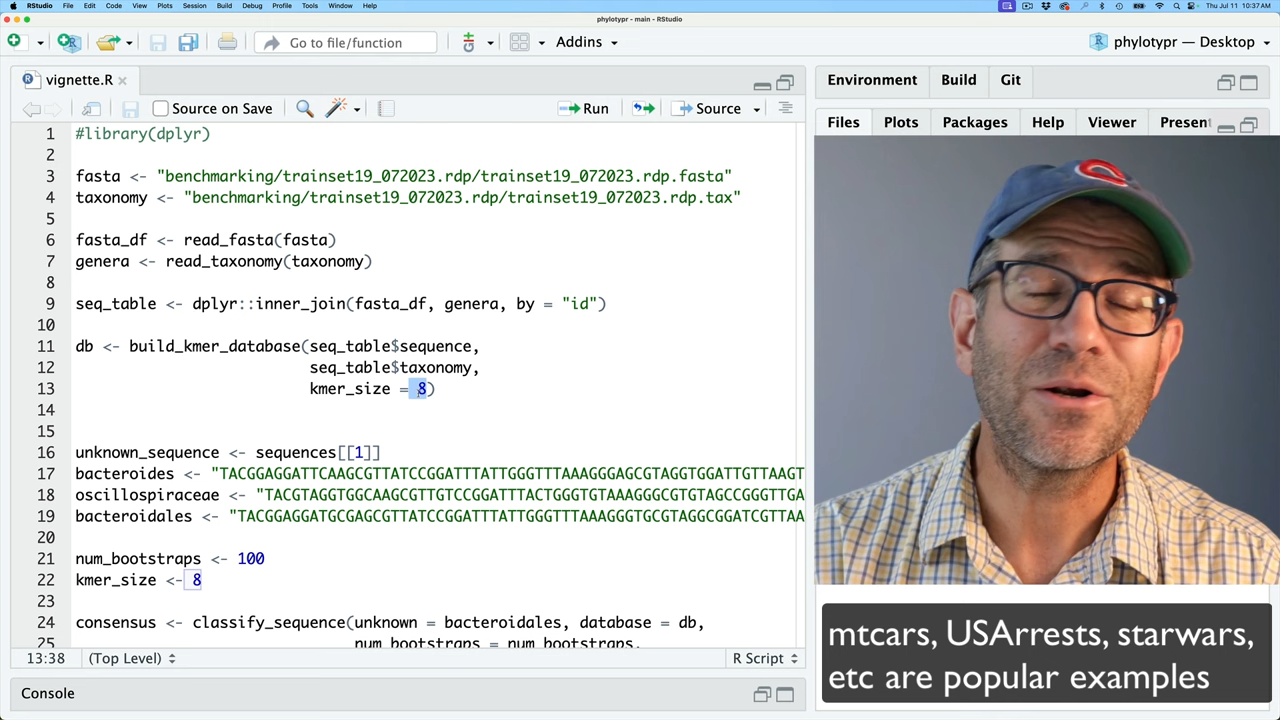 RStudio File Edit Code View Plots Session Build Debug Profile Tools Window Help Thu Jul 11 10:37 AM
phylotypr - main - RStudio
Go to file/function Addins phylotypr — Desktop
vignette.R
Source on Save Run Source
1 #library(dplyr)
2
3 fasta <- "benchmarking/trainset19_072023.rdp/trainset19_072023.rdp.fasta"
4 taxonomy <- "benchmarking/trainset19_072023.rdp/trainset19_072023.rdp.tax"
5
6 fasta_df <- read_fasta(fasta)
7 genera <- read_taxonomy(taxonomy)
8
9 seq_table <- dplyr::inner_join(fasta_df, genera, by = "id")
10
11 db <- build_kmer_database(seq_table$sequence,
12 seq_table$taxonomy,
13 kmer_size = 8)
14
15
16 unknown_sequence <- sequences[[1]]
17 bacteroides <- "TACGGAGGATTCAAGCGTTATCCGGATTTATTGGGTTTAAAGGGAGCGTAGGTGGATTGTTAAGT
18 oscillospiraceae <- "TACGTAGGTGGCAAGCGTTGTCCGGATTTACTGGGTGTAAAGGGCGTGTAGCCGGGTTGA
19 bacteroidales <- "TACGGAGGATGCGAGCGTTATCCGGATTTATTGGGTTTAAAGGGTGCGTAGGCGGATCGTTAA
20
21 num_bootstraps <- 100
22 kmer_size <- 8
23
24 consensus <- classify_sequence(unknown = bacteroidales, database = db,
25 num_bootstraps = num_bootstraps,
13:38 (Top Level) R Script
Console
Environment Build Git
Files Plots Packages Help Viewer Present
mtcars, USArrests, starwars,
etc are popular examples